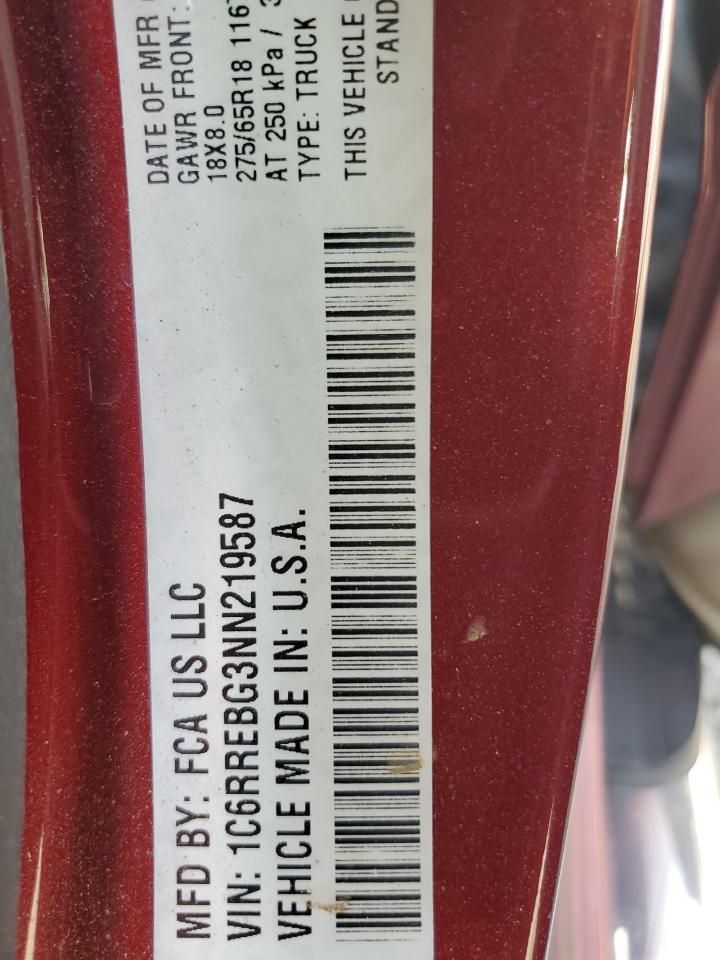 MFD BY: FCA US LLC
VIN: 1C6RREBG3NN219587
VEHICLE MADE IN: U.S.A.
DATE OF MFR
GAWR FRONT:
18X8.0
275/65R18 116
AT 250 kPa /
TYPE: TRUCK
THIS VEHICLE
STAND